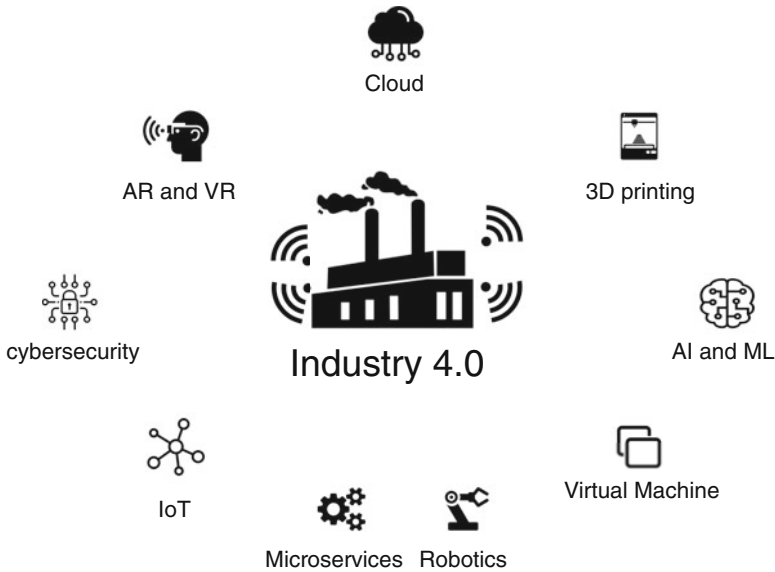 Cloud
AR and VR
3D printing
cybersecurity
Industry 4.0
AI and ML
IoT
Virtual Machine
Microservices
Robotics